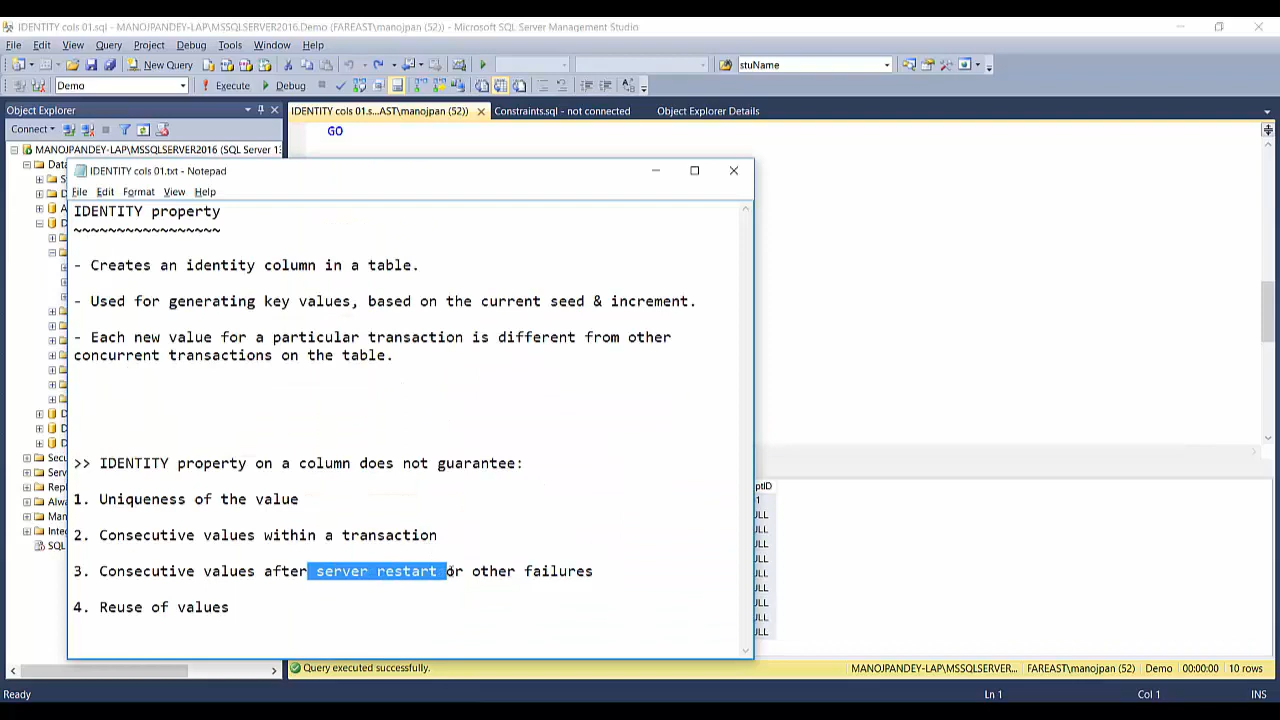 IDENTITY cols 01.sql - MANOJPANDEY-LAP\MSSQLSERVER2016.Demo (FAREAST\manojpan (52)) - Microsoft SQL Server Management Studio
File Edit View Query Project Debug Tools Window Help
New Query stuName
Demo Execute Debug
Object Explorer IDENTITY cols 01.s...AST\manojpan (52)) Constraints.sql - not connected Object Explorer Details
Connect GO
MANOJPANDEY-LAP\MSSQLSERVER2016 (SQL Server 13
IDENTITY cols 01.txt - Notepad
File Edit Format View Help
IDENTITY property
~~~~~~~~~~~~~~~~~
- Creates an identity column in a table.
- Used for generating key values, based on the current seed & increment.
- Each new value for a particular transaction is different from other
concurrent transactions on the table.
>> IDENTITY property on a column does not guarantee:
1. Uniqueness of the value
2. Consecutive values within a transaction
3. Consecutive values after server restart or other failures
4. Reuse of values
Query executed successfully. MANOJPANDEY-LAP\MSSQLSERVER... FAREAST\manojpan (52) Demo 00:00:00 10 rows
Ready Ln 1 Col 1 INS